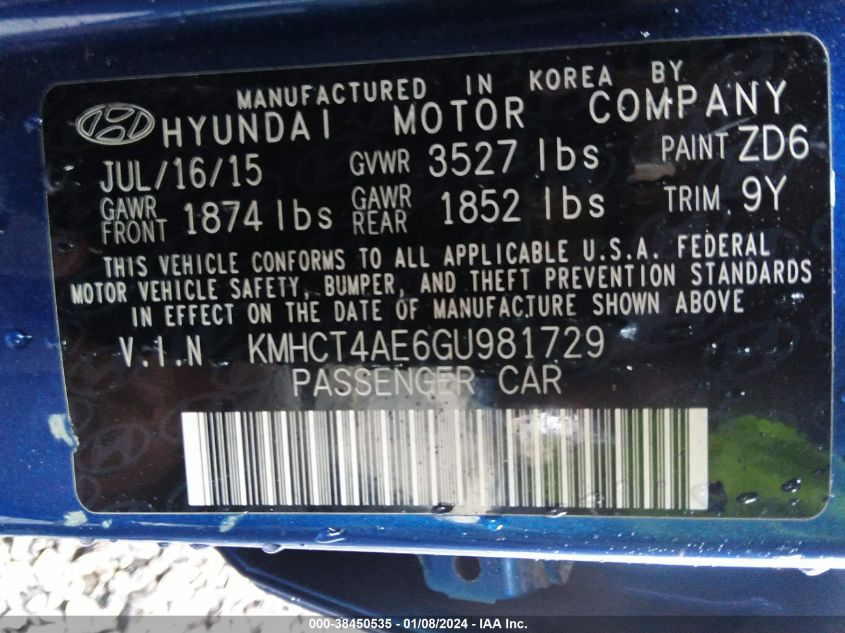 MANUFACTURED IN KOREA BY
HYUNDAI MOTOR COMPANY
JUL/16/15 GVWR 3527 lbs PAINT ZD6
GAWR FRONT 1874 lbs GAWR REAR 1852 lbs TRIM 9Y
THIS VEHICLE CONFORMS TO ALL APPLICABLE U.S.A. FEDERAL
MOTOR VEHICLE SAFETY, BUMPER, AND THEFT PREVENTION STANDARDS
IN EFFECT ON THE DATE OF MANUFACTURE SHOWN ABOVE
V.I.N KMHCT4AE6GU981729
PASSENGER CAR
000-38450535 - 01/08/2024 - IAA Inc.